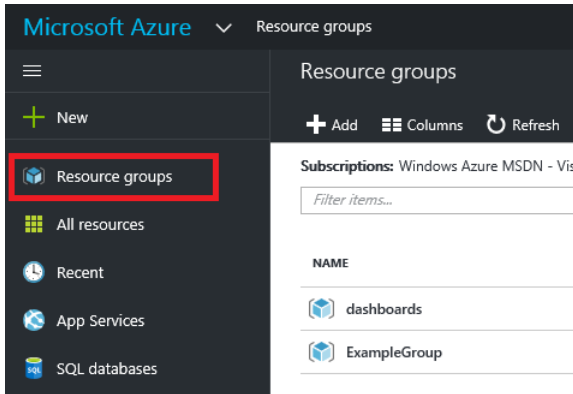 Microsoft Azure Resource groups
Resource groups
New
Add Columns Refresh
Resource groups
Subscriptions: Windows Azure MSDN - Vis
Filter items...
All resources
NAME
Recent
dashboards
App Services
ExampleGroup
SQL databases